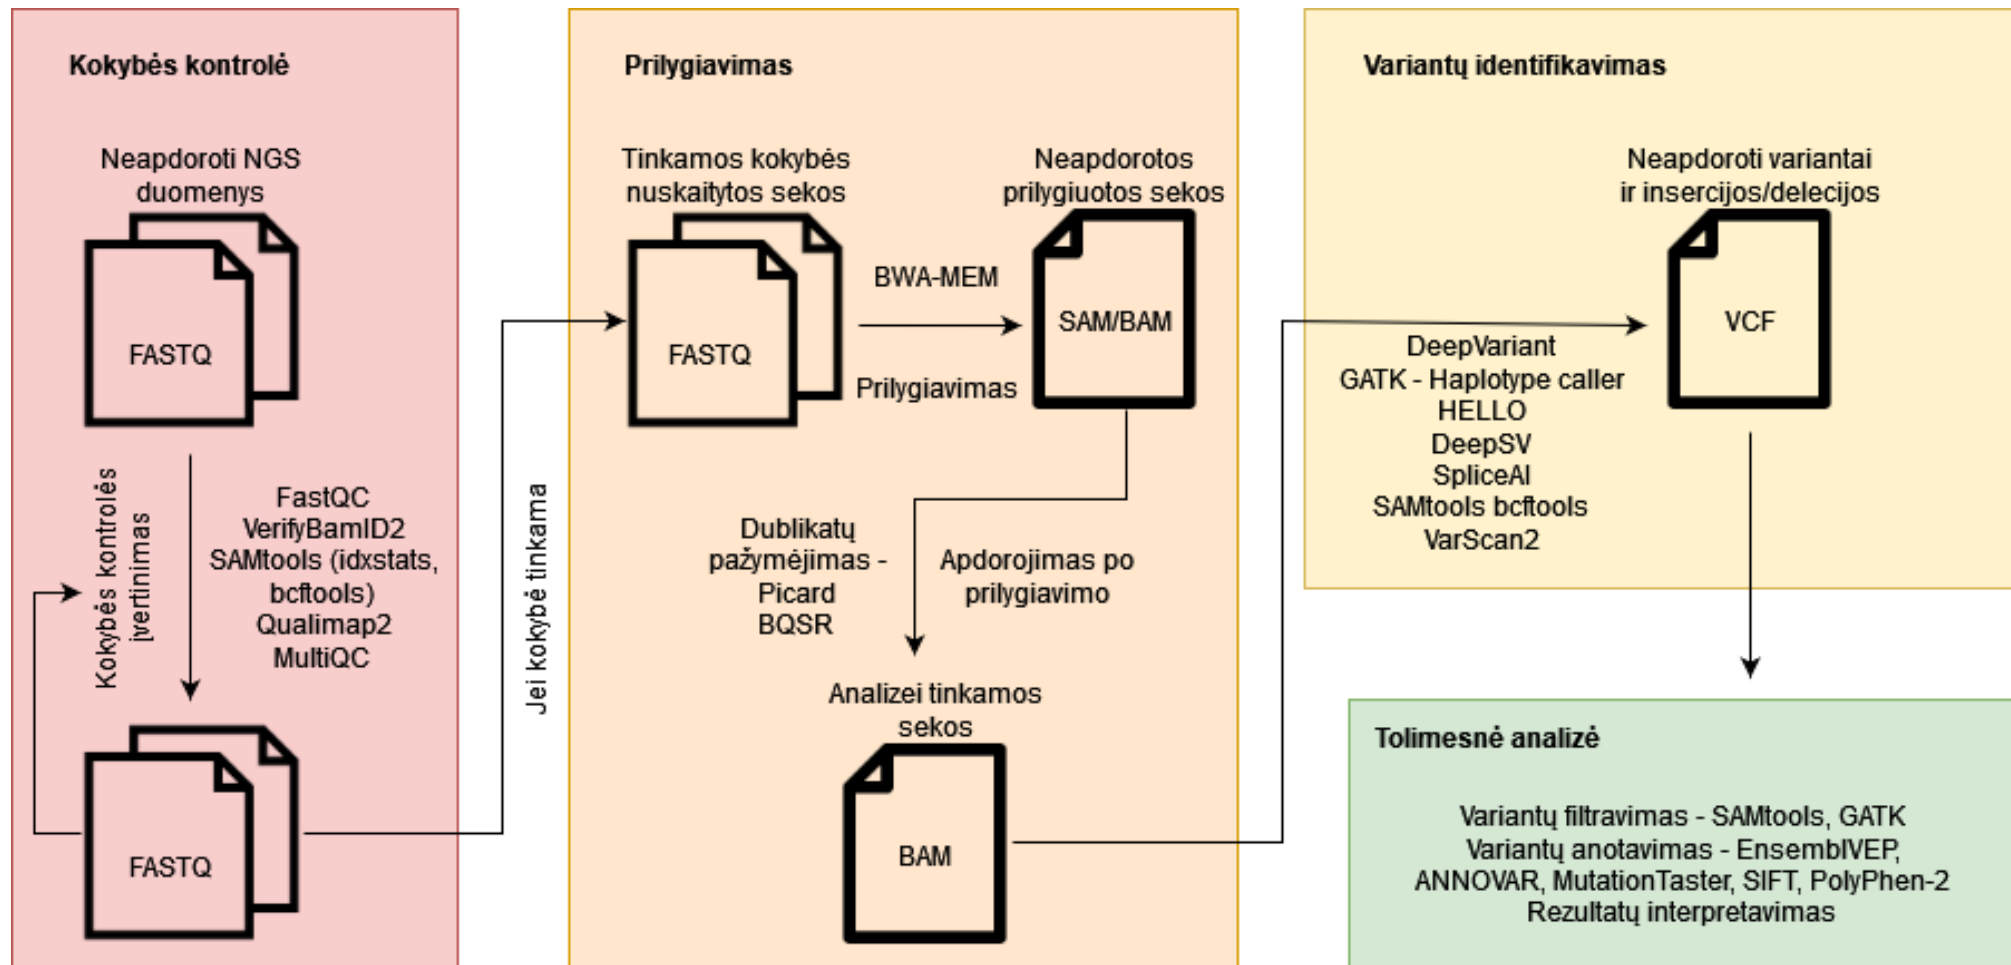 Kokybės kontrolė
Neapdoroti NGS
duomenys
FASTQ
Kokybės kontrolės
įvertinimas
FastQC
VerifyBamID2
SAMtools (idxstats,
bcftools)
Qualimap2
MultiQC
FASTQ
Jei kokybė tinkama
Prilygiavimas
Tinkamos kokybės
nuskaitytos sekos
FASTQ
BWA-MEM
Prilygiavimas
Neapdorotos
prilygiuotos sekos
SAM/BAM
Dublikatų
pažymėjimas -
Picard
BQSR
Apdorojimas po
prilygiavimo
Analizei tinkamos
sekos
BAM
Variantų identifikavimas
Neapdoroti variantai
ir insercijos/delecijos
VCF
DeepVariant
GATK - Haplotype caller
HELLO
DeepSV
SpliceAI
SAMtools bcftools
VarScan2
Tolimesnė analizė
Variantų filtravimas - SAMtools, GATK
Variantų anotavimas - EnsemblVEP,
ANNOVAR, MutationTaster, SIFT, PolyPhen-2
Rezultatų interpretavimas